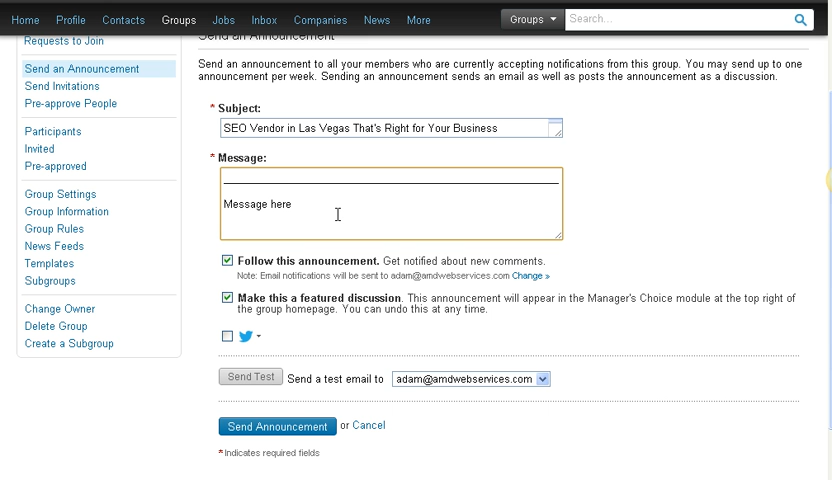 Home Profile Contacts Groups Jobs Inbox Companies News More Groups Search...
Requests to Join
Send an Announcement
Send Invitations
Pre-approve People
Participants
Invited
Pre-approved
Group Settings
Group Information
Group Rules
News Feeds
Templates
Subgroups
Change Owner
Delete Group
Create a Subgroup
Send an Announcement
Send an announcement to all your members who are currently accepting notifications from this group. You may send up to one
announcement per week. Sending an announcement sends an email as well as posts the announcement as a discussion.
* Subject:
SEO Vendor in Las Vegas That's Right for Your Business
* Message:
Message here
Follow this announcement. Get notified about new comments.
Note: Email notifications will be sent to adam@amdwebservices.com Change »
Make this a featured discussion. This announcement will appear in the Manager's Choice module at the top right of
the group homepage. You can undo this at any time.
Send Test Send a test email to adam@amdwebservices.com
Send Announcement or Cancel
*Indicates required fields